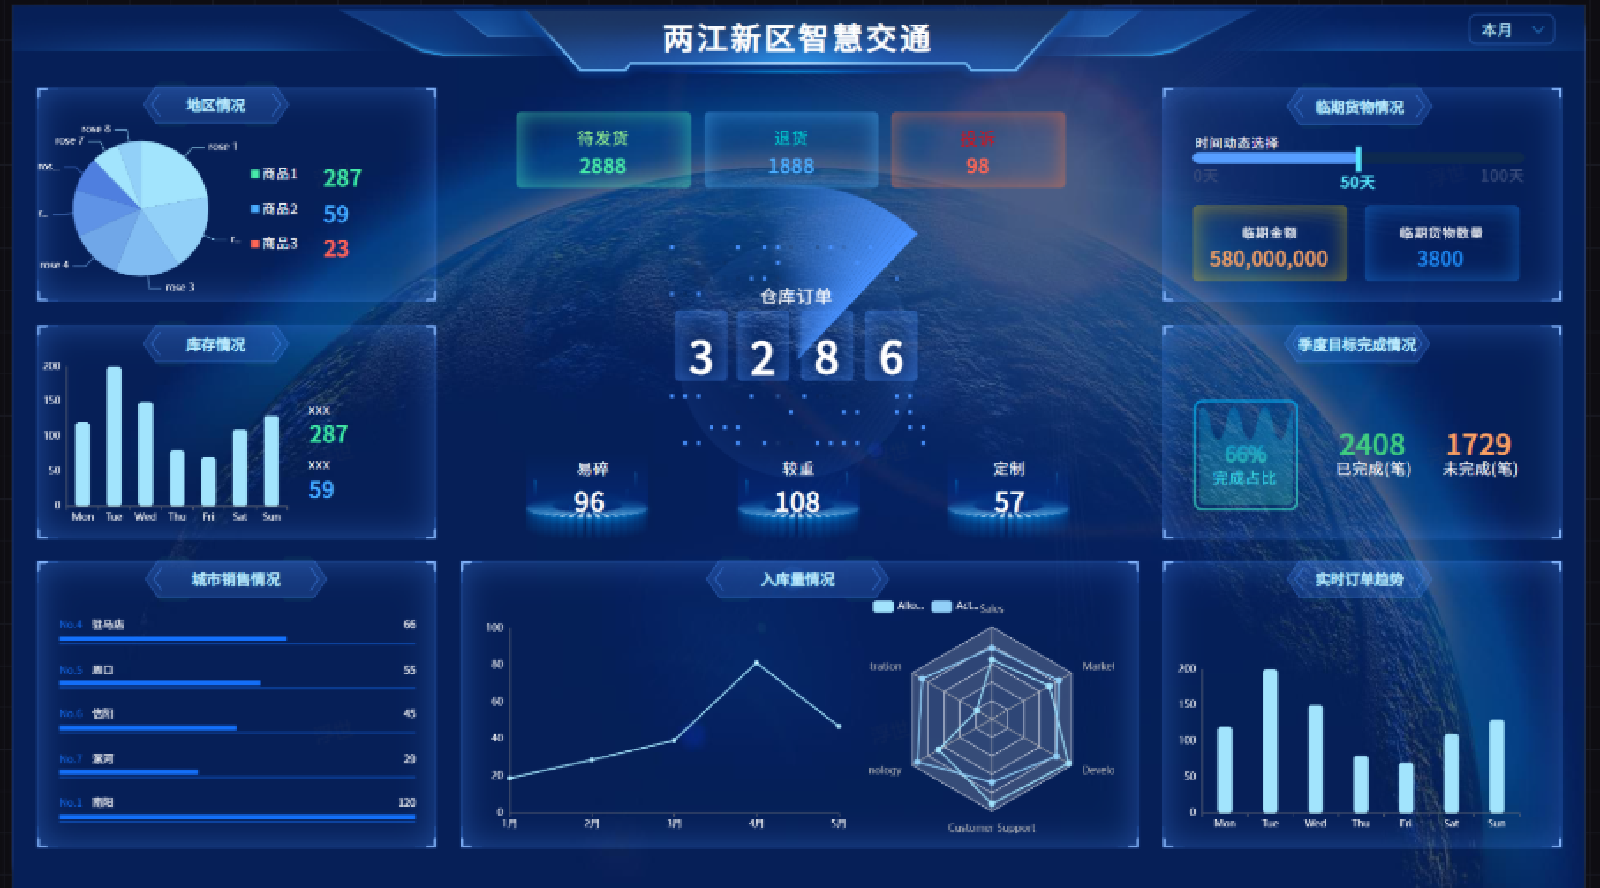 两江新区智慧交通
本月
地区情况
rose 8
rose 7
rose 1
roc...
r...
r...
rose 4
rose 3
商品1 287
商品2 59
商品3 23
待发货
2888
退货
1888
投诉
98
临期货物情况
时间动态选择
0天 50天 100天
临期金额
580,000,000
临期货物数量
3800
仓库订单
3 2 8 6
易碎
96
较重
108
定制
57
库存情况
200
150
100
50
0
Mon Tue Wed Thu Fri Sat Sun
xxx
287
xxx
59
季度目标完成情况
66%
完成占比
2408
已完成(笔)
1729
未完成(笔)
城市销售情况
No.4 驻马店 66
No.5 周口 55
No.6 信阳 45
No.7 漯河 29
No.1 南阳 120
入库量情况
100
80
60
40
20
0
1月 2月 3月 4月 5月
Allo... Act...
Sales
tration
Market
nology
Develo
Customer Support
实时订单趋势
200
150
100
50
0
Mon Tue Wed Thu Fri Sat Sun